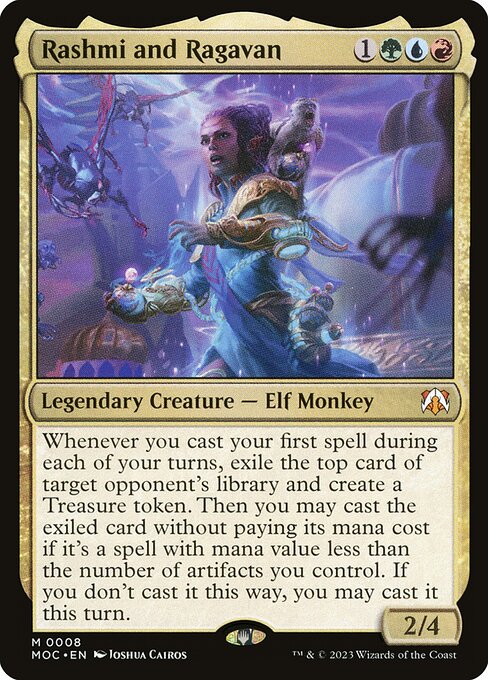 Rashmi and Ragavan 1
Legendary Creature — Elf Monkey
Whenever you cast your first spell during
each of your turns, exile the top card of
target opponent's library and create a
Treasure token. Then you may cast the
exiled card without paying its mana cost
if it's a spell with mana value less than
the number of artifacts you control. If
you don't cast it this way, you may cast it
this turn.
2/4
M 0008
MOC • EN Joshua Cairos ™ & © 2023 Wizards of the Coast